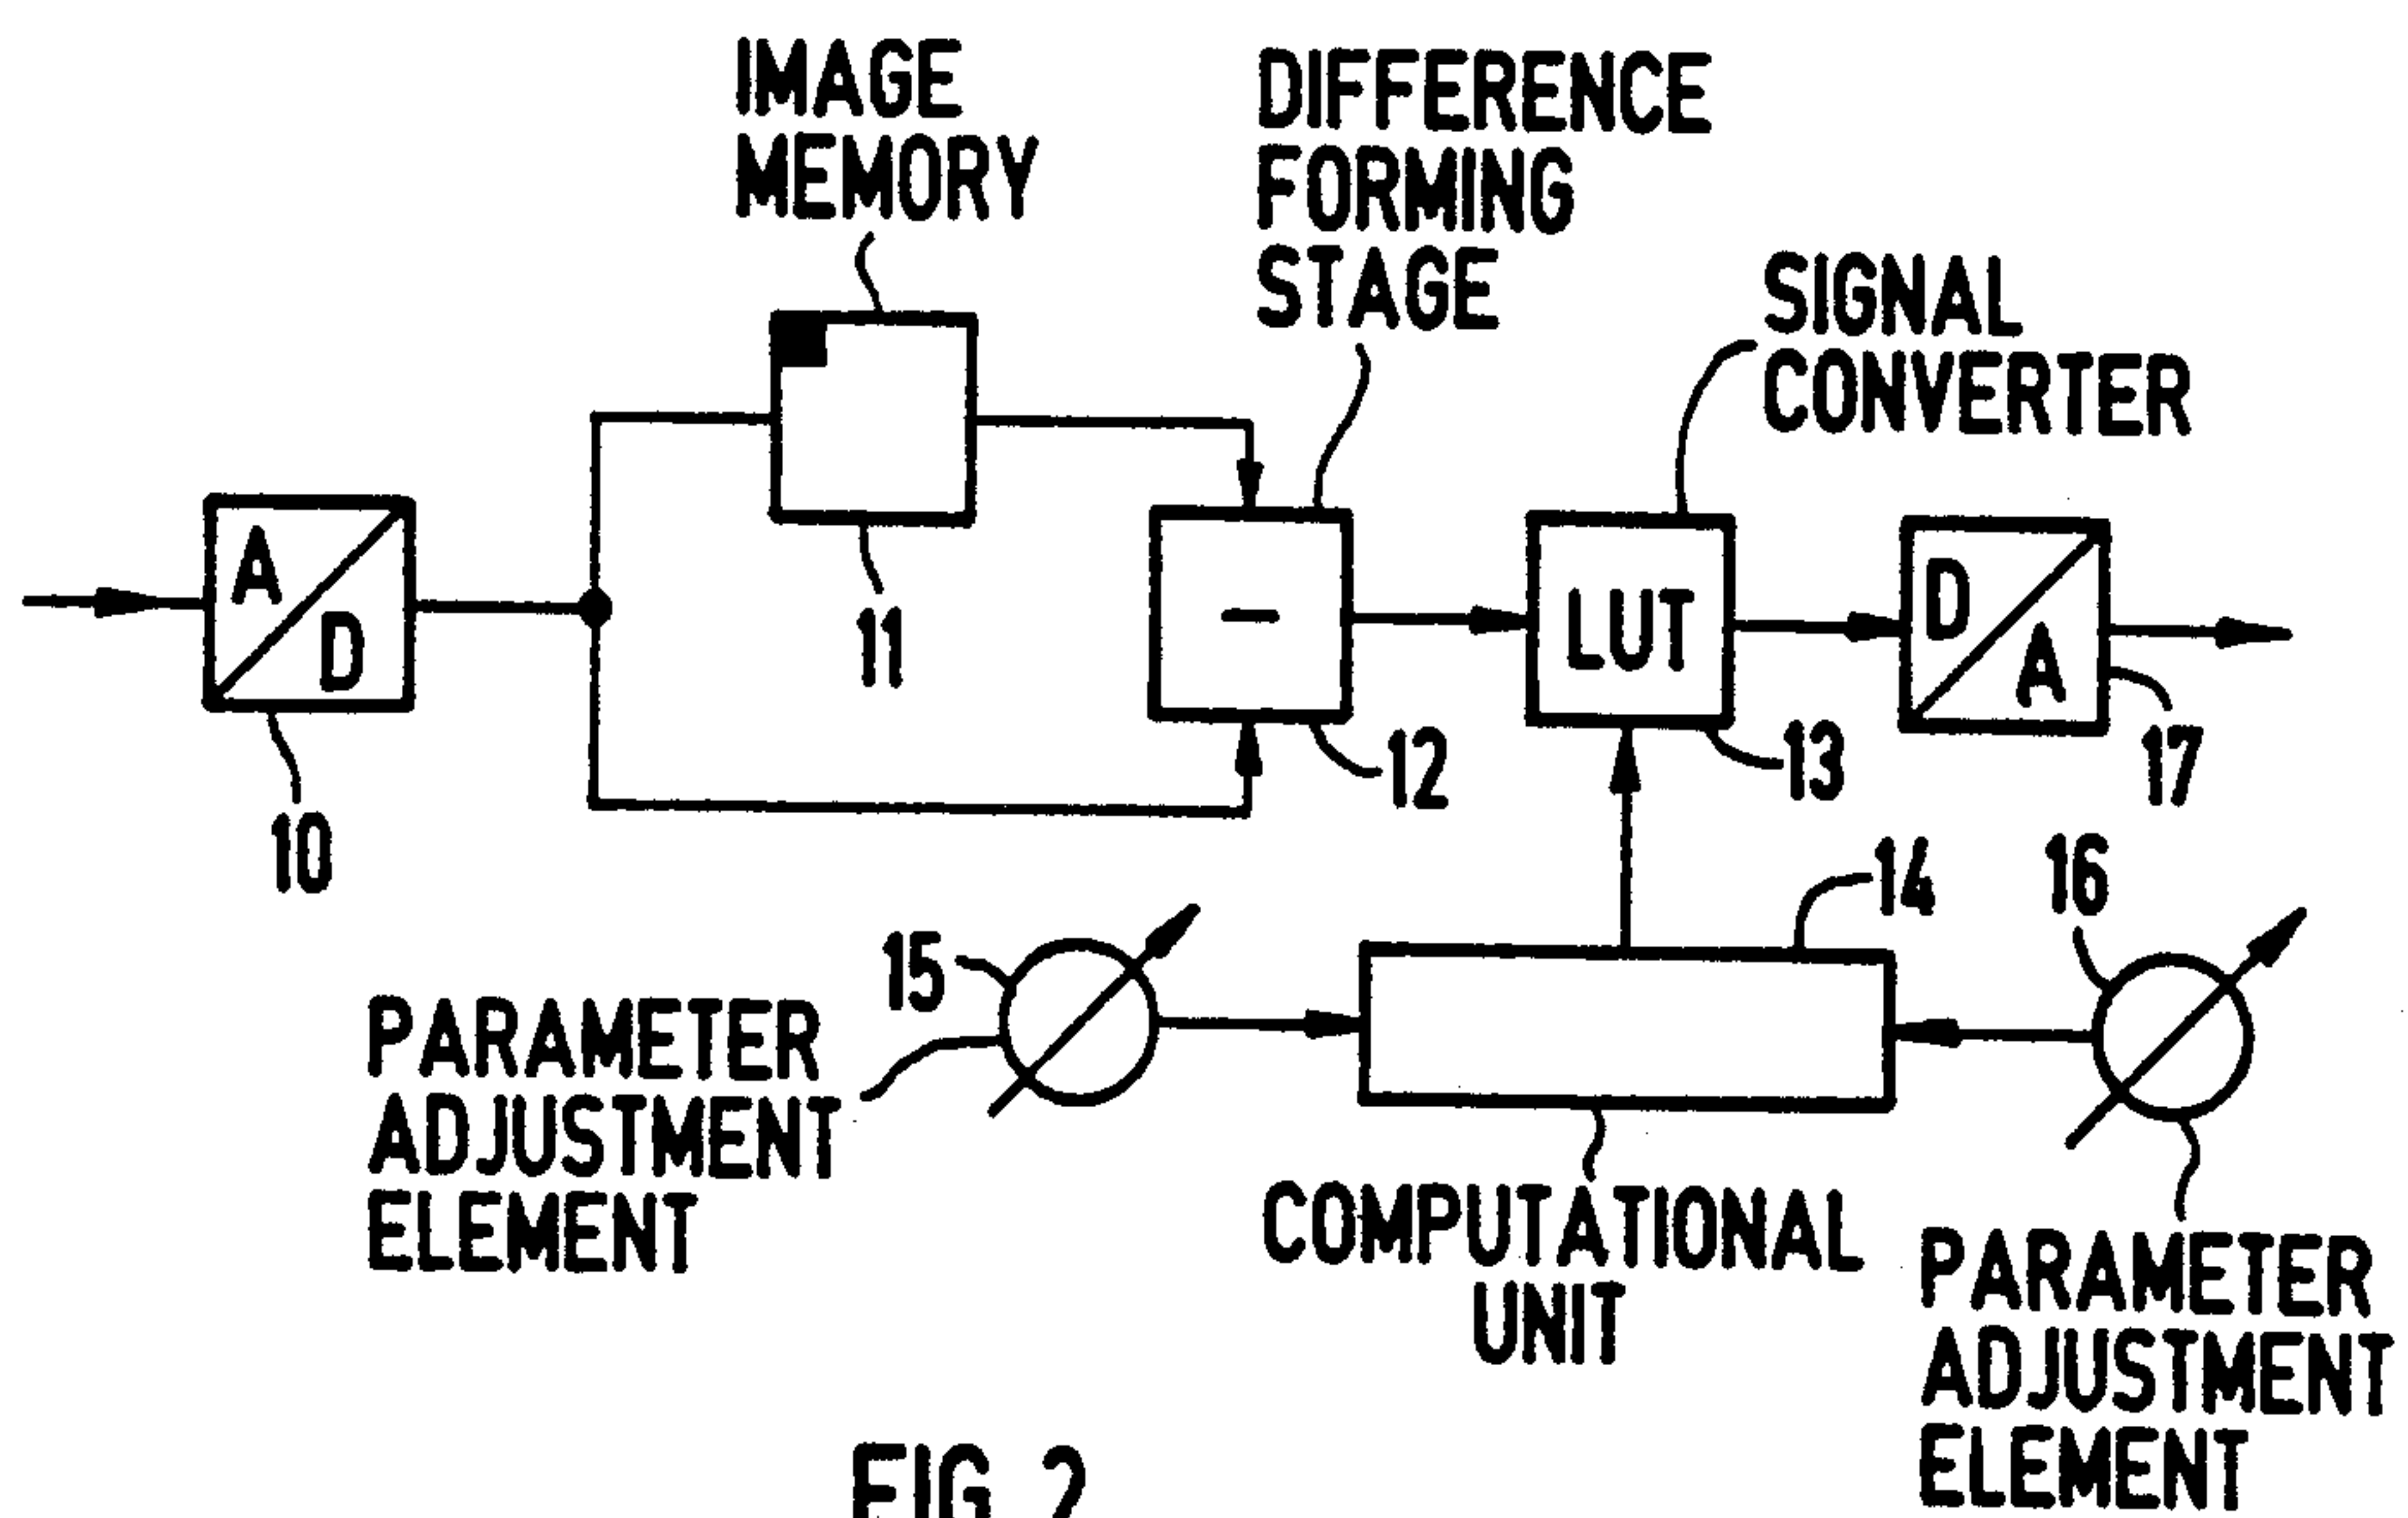 IMAGE
MEMORY
DIFFERENCE
FORMING
STAGE
SIGNAL
CONVERTER
A
D
10
11
—
12
LUT
13
D
A
17
14
15
16
PARAMETER
ADJUSTMENT
ELEMENT
COMPUTATIONAL
UNIT
PARAMETER
ADJUSTMENT
ELEMENT
FIG 2